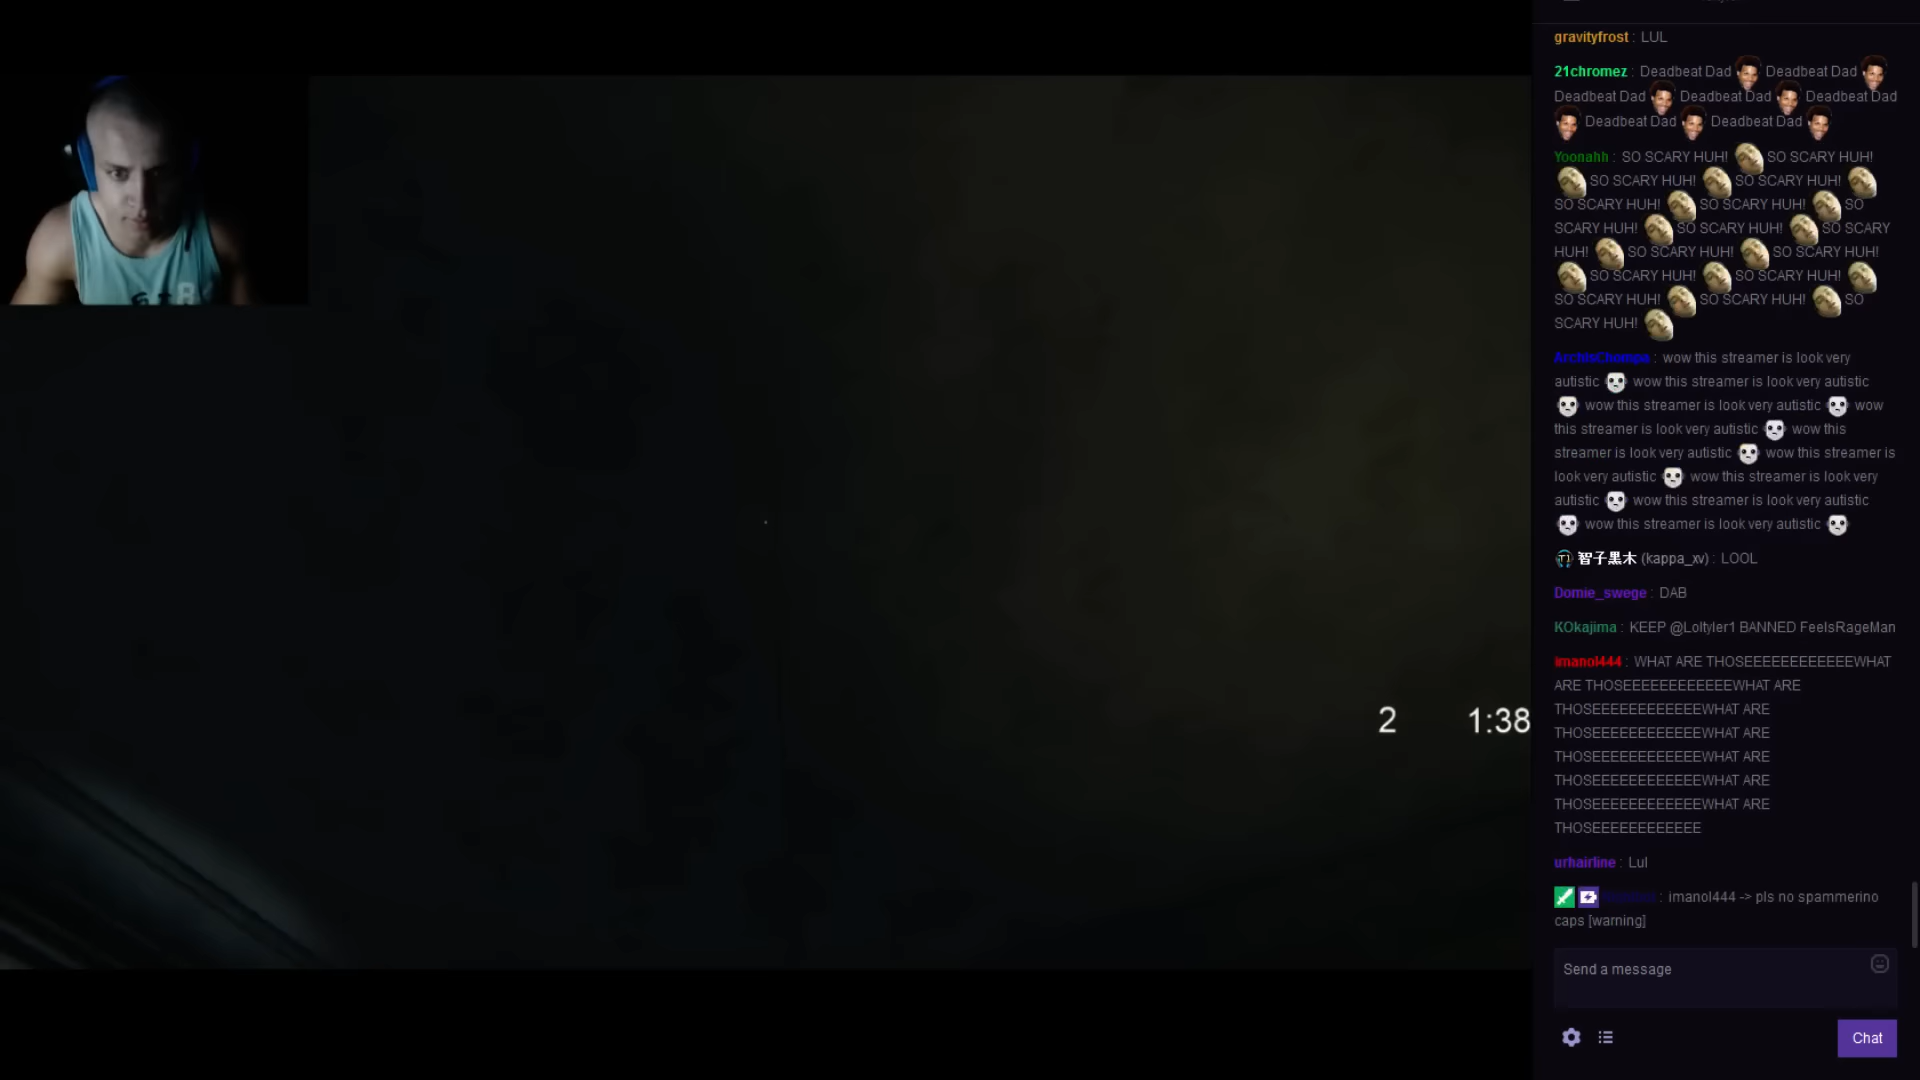 gravityfrost : LUL
21chromez : Deadbeat Dad Deadbeat Dad
Deadbeat Dad Deadbeat Dad Deadbeat Dad
Deadbeat Dad Deadbeat Dad
Yoonahh : SO SCARY HUH! SO SCARY HUH!
SO SCARY HUH! SO SCARY HUH!
SO SCARY HUH! SO SCARY HUH! SO
SCARY HUH! SO SCARY HUH! SO SCARY
HUH! SO SCARY HUH! SO SCARY HUH!
SO SCARY HUH! SO SCARY HUH!
SO SCARY HUH! SO SCARY HUH! SO
SCARY HUH!
ArchIsChompa : wow this streamer is look very
autistic wow this streamer is look very autistic
wow this streamer is look very autistic wow
this streamer is look very autistic wow this
streamer is look very autistic wow this streamer is
look very autistic wow this streamer is look very
autistic wow this streamer is look very autistic
wow this streamer is look very autistic
智子黒木 (kappa_xv) : LOOL
Domie_swege : DAB
KOkajima : KEEP @Loltyler1 BANNED FeelsRageMan
imanol444 : WHAT ARE THOSEEEEEEEEEEEEWHAT
ARE THOSEEEEEEEEEEEEWHAT ARE
THOSEEEEEEEEEEEEWHAT ARE
THOSEEEEEEEEEEEEWHAT ARE
THOSEEEEEEEEEEEEWHAT ARE
THOSEEEEEEEEEEEEWHAT ARE
THOSEEEEEEEEEEEEWHAT ARE
THOSEEEEEEEEEEEE
urhairline : Lul
: imanol444 -> pls no spammerino
caps [warning]
Send a message
Chat
2 1:38